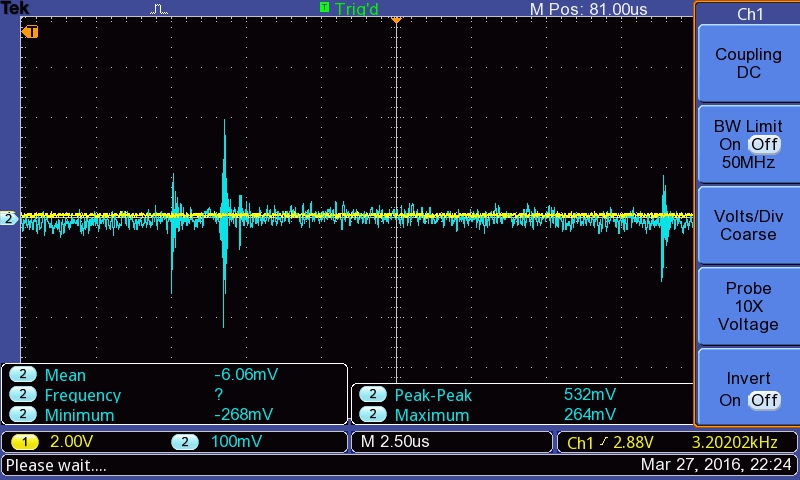 Tek T Trig'd M Pos: 81.00us Ch1
T
Coupling
DC
BW Limit
On Off
50MHz
2
Volts/Div
Coarse
Probe
10X
Voltage
2 Mean -6.06mV
2 Frequency ?
2 Minimum -268mV
2 Peak-Peak 532mV
2 Maximum 264mV
Invert
On Off
1 2.00V 2 100mV M 2.50us Ch1 / 2.88V 3.20202kHz
Please wait.... Mar 27, 2016, 22:24